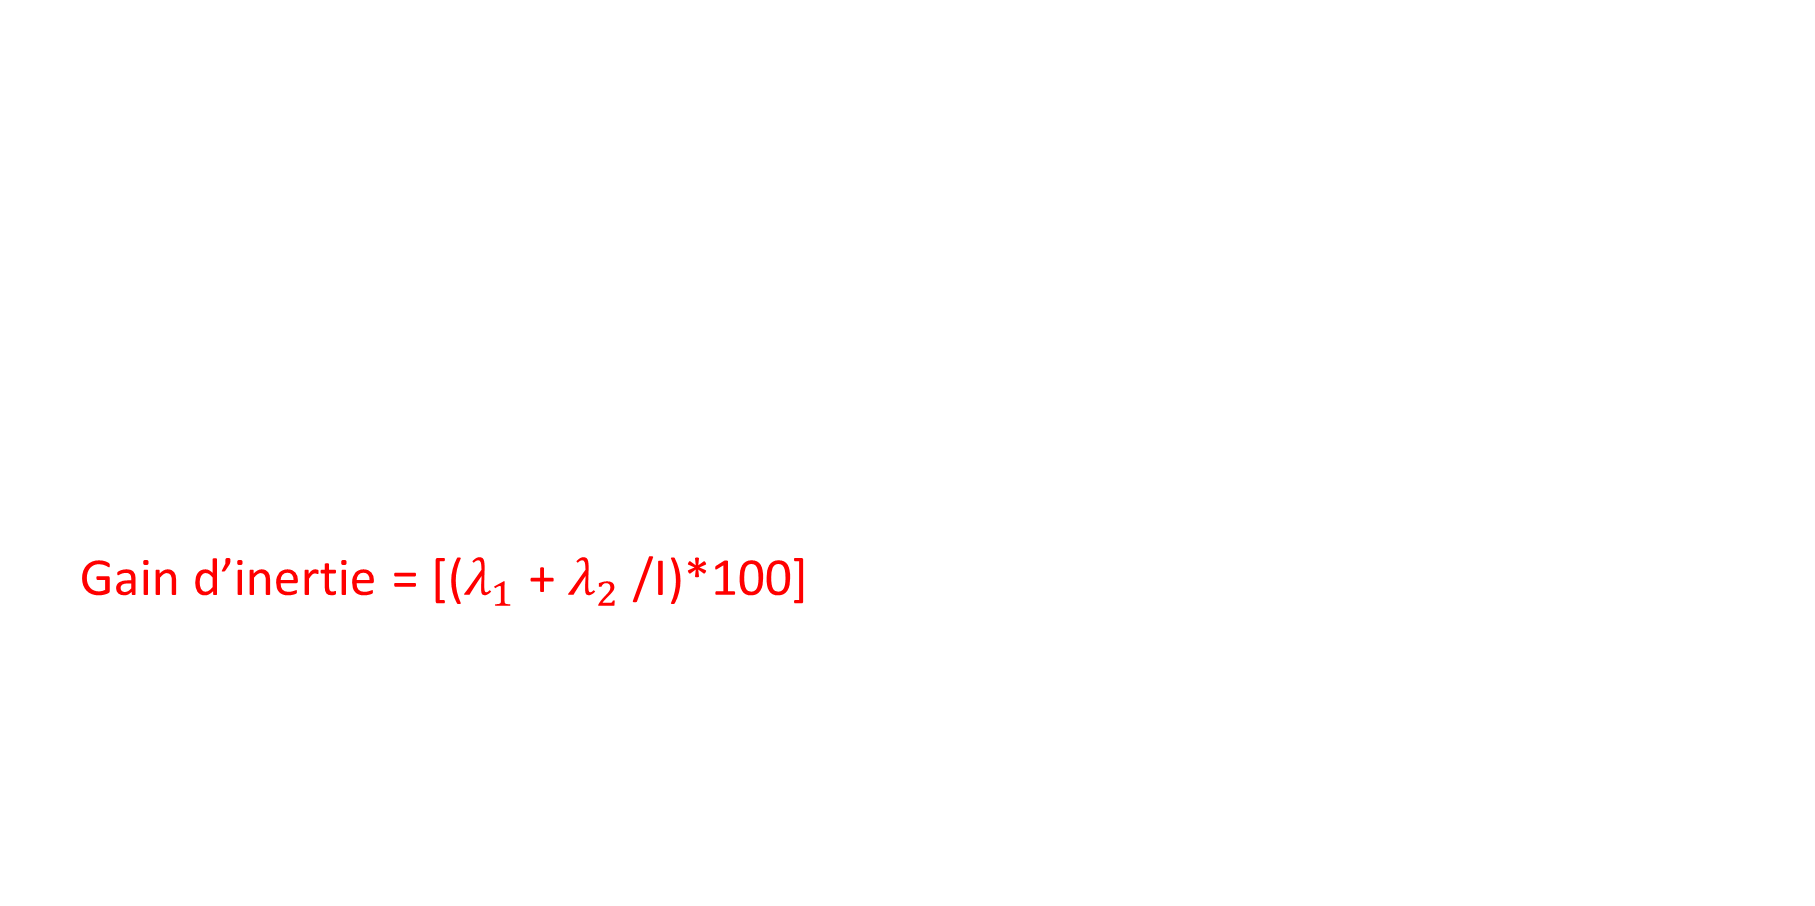 Gain d’inertie = [(𝜆₁ + 𝜆₂ /I)*100]